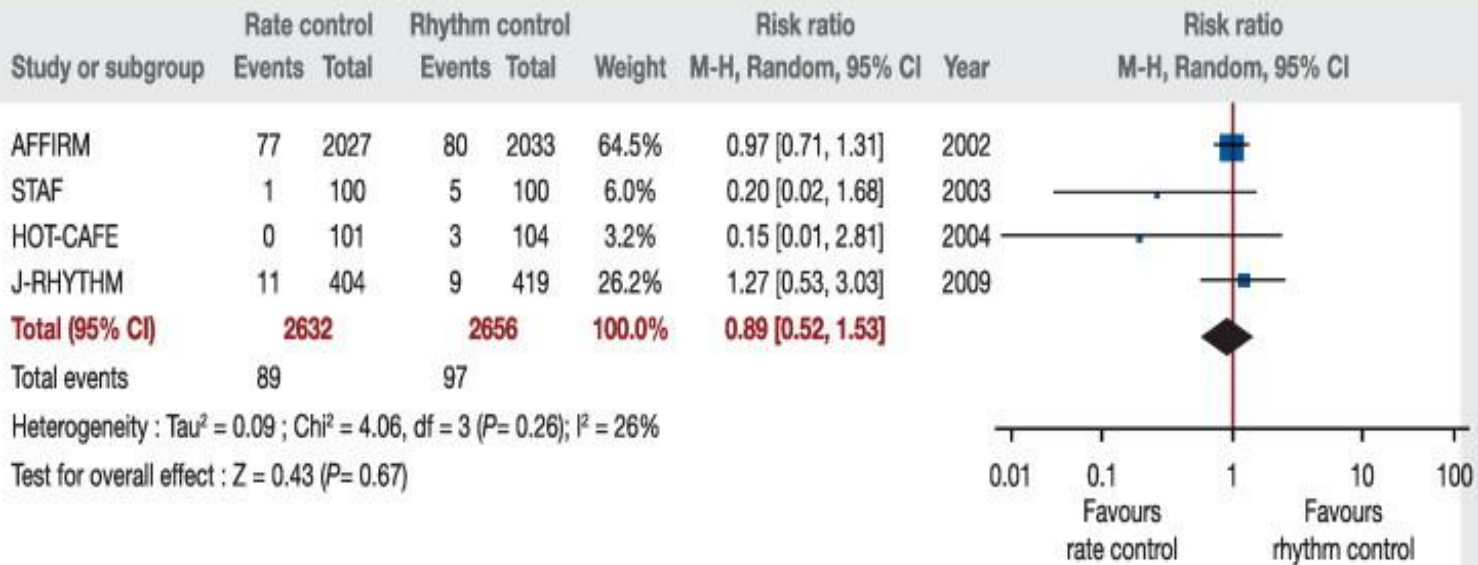 Rate control Rhythm control Risk ratio Risk ratio
Study or subgroup Events Total Events Total Weight M-H, Random, 95% CI Year M-H, Random, 95% CI
AFFIRM 77 2027 80 2033 64.5% 0.97 [0.71, 1.31] 2002
STAF 1 100 5 100 6.0% 0.20 [0.02, 1.68] 2003
HOT-CAFE 0 101 3 104 3.2% 0.15 [0.01, 2.81] 2004
J-RHYTHM 11 404 9 419 26.2% 1.27 [0.53, 3.03] 2009
Total (95% CI) 2632 2656 100.0% 0.89 [0.52, 1.53]
Total events 89 97
Heterogeneity : Tau² = 0.09 ; Chi² = 4.06, df = 3 (P= 0.26); I² = 26%
Test for overall effect : Z = 0.43 (P= 0.67)
0.01 0.1 1 10 100
Favours Favours
rate control rhythm control